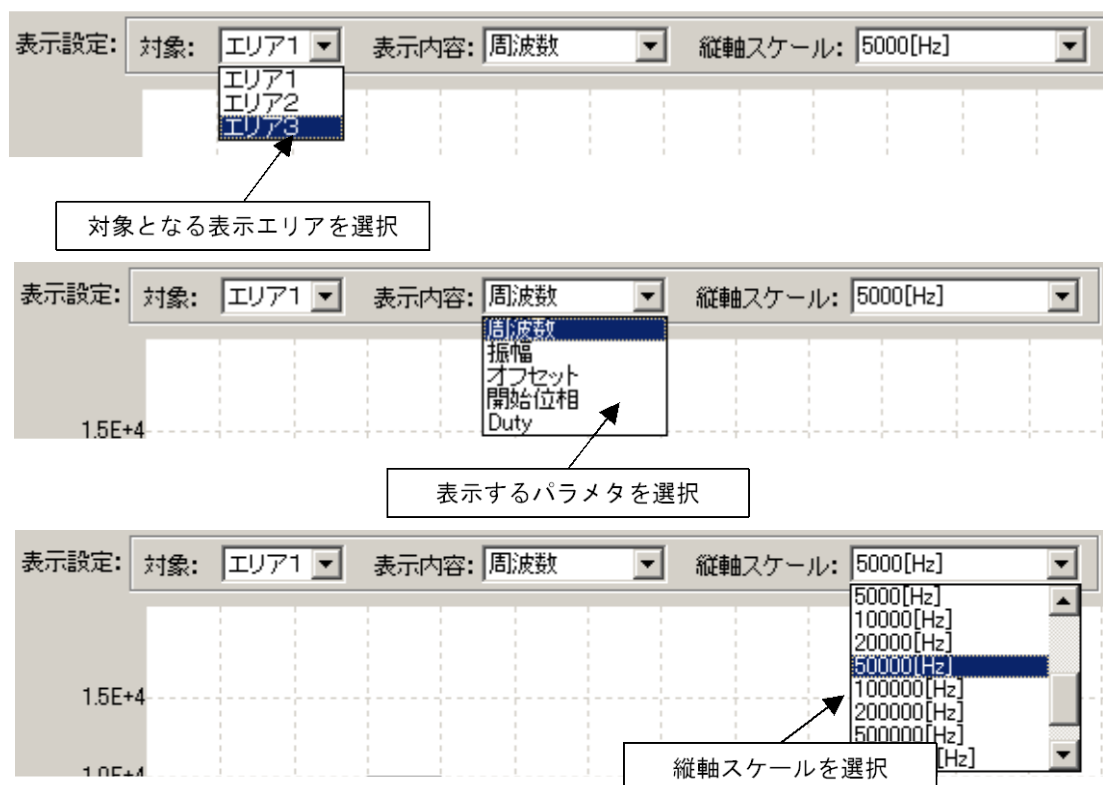 表示設定: 対象: エリア1 表示内容: 周波数 縦軸スケール: 5000[Hz]
エリア1
エリア2
エリア3
対象となる表示エリアを選択
表示設定: 対象: エリア1 表示内容: 周波数 縦軸スケール: 5000[Hz]
周波数
振幅
オフセット
開始位相
Duty
1.5E+4
表示するパラメタを選択
表示設定: 対象: エリア1 表示内容: 周波数 縦軸スケール: 5000[Hz]
5000[Hz]
10000[Hz]
20000[Hz]
50000[Hz]
100000[Hz]
200000[Hz]
500000[Hz]
[Hz]
1.5E+4
1.0E+4
縦軸スケールを選択